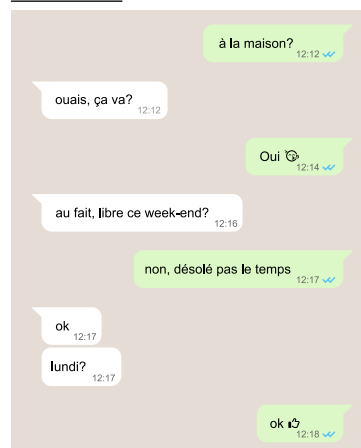 à la maison?
12:12
ouais, ça va?
12:12
Oui 😘
12:14
au fait, libre ce week-end?
12:16
non, désolé pas le temps
12:17
ok
12:17
lundi?
12:17
ok 👍
12:18